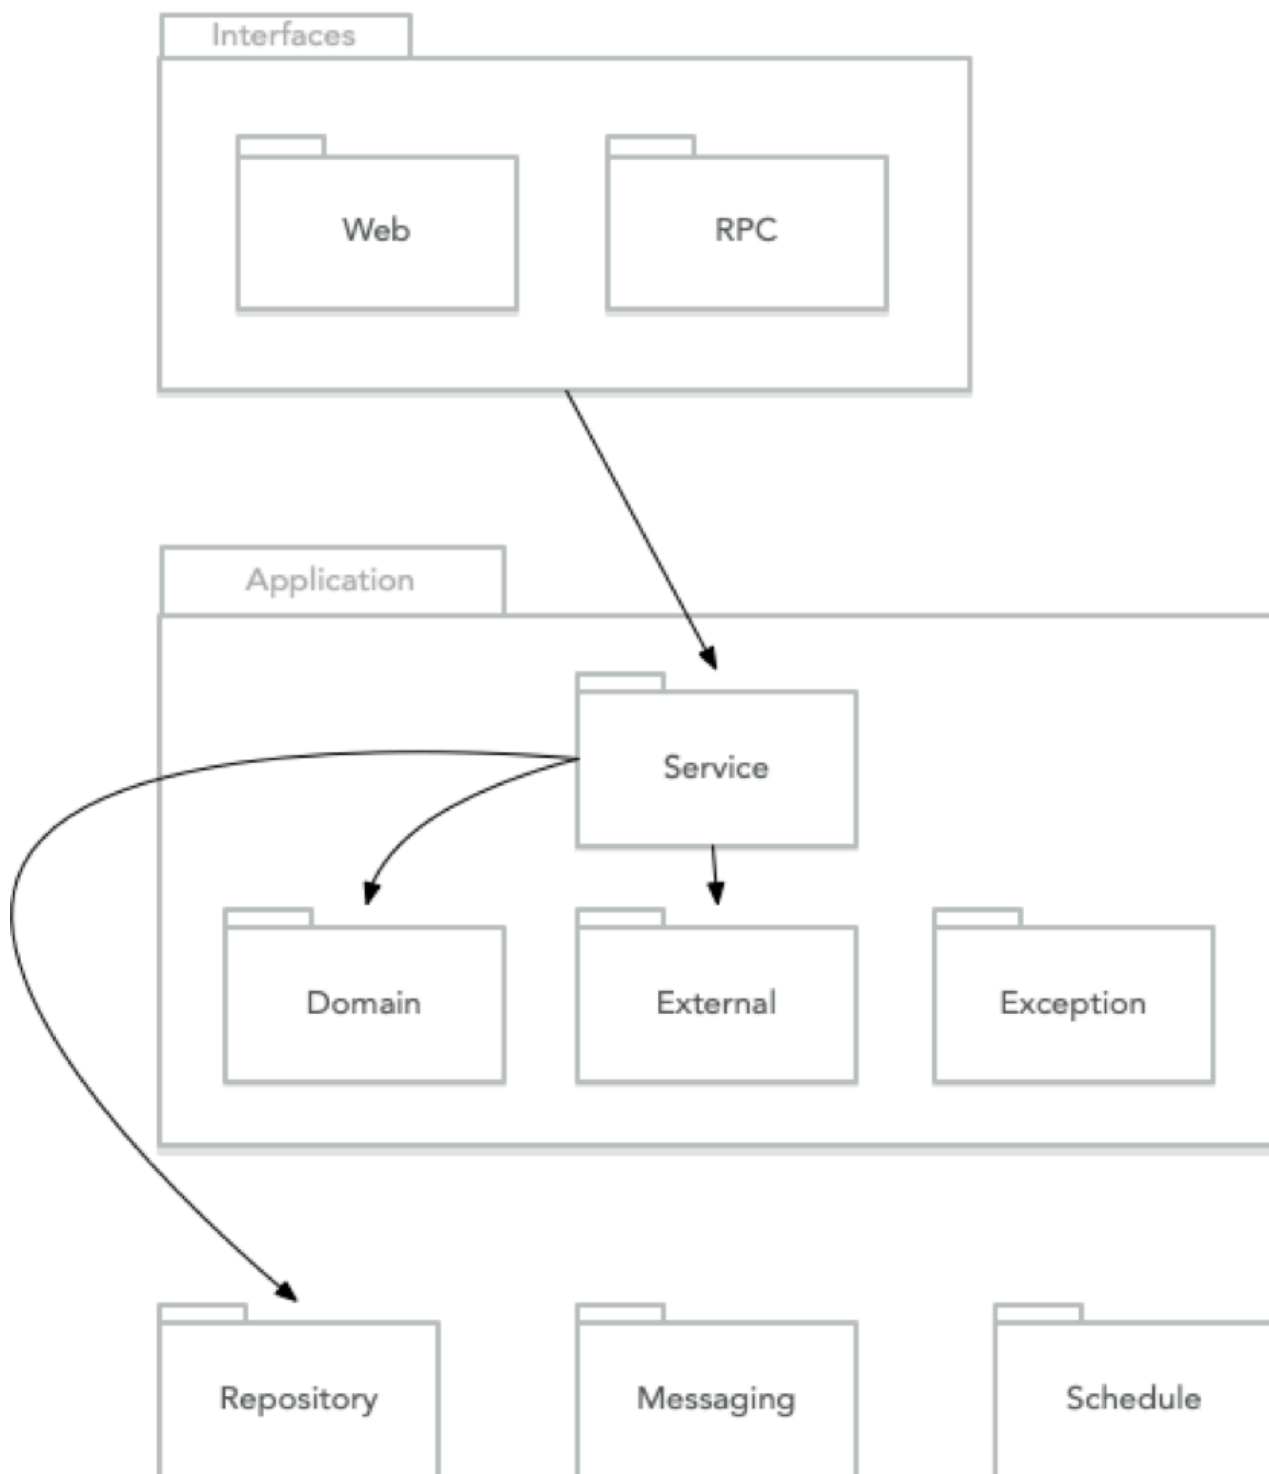 Interfaces
Web
RPC
Application
Service
Domain
External
Exception
Repository
Messaging
Schedule